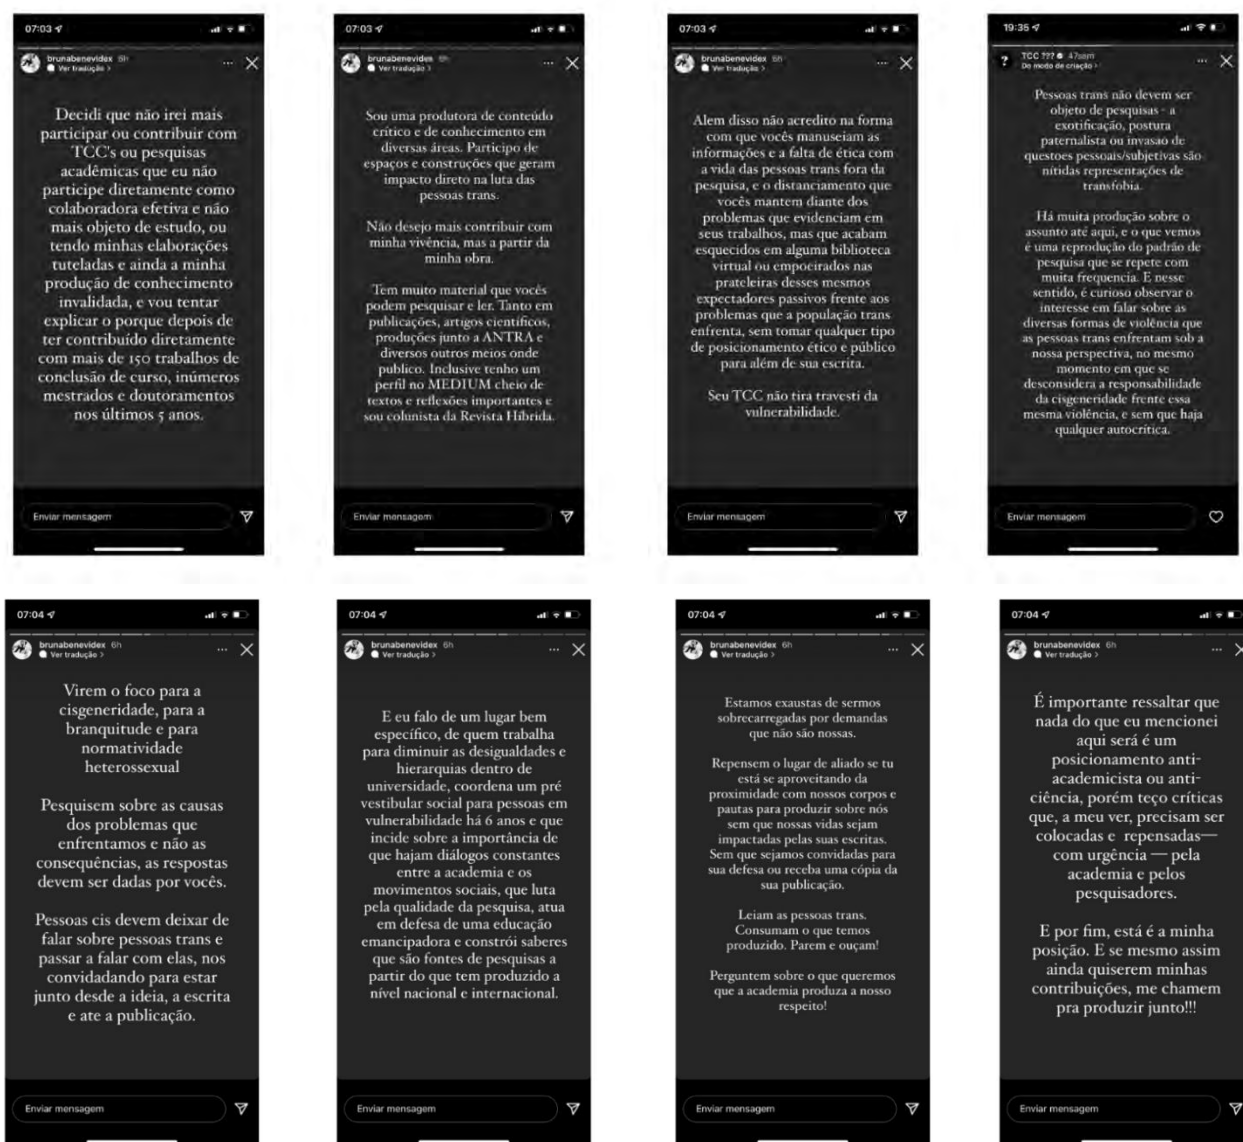 07:03
brunabenevidex 6h
Ver tradução >
Decidi que não irei mais
participar ou contribuir com
TCC's ou pesquisas
acadêmicas que eu não
participe diretamente como
colaboradora efetiva e não
mais objeto de estudo, ou
tendo minhas elaborações
tuteladas e ainda a minha
produção de conhecimento
invalidada, e vou tentar
explicar o porque depois de
ter contribuído diretamente
com mais de 150 trabalhos de
conclusão de curso, inúmeros
mestrados e doutoramentos
nos últimos 5 anos.
Enviar mensagem
07:03
brunabenevidex 6h
Ver tradução >
Sou uma produtora de conteúdo
crítico e de conhecimento em
diversas áreas. Participo de
espaços e construções que geram
impacto direto na luta das
pessoas trans.
Não desejo mais contribuir com
minha vivência, mas a partir da
minha obra.
Tem muito material que vocês
podem pesquisar e ler. Tanto em
publicações, artigos científicos,
produções junto a ANTRA e
diversos outros meios onde
publico. Inclusive tenho um
perfil no MEDIUM cheio de
textos e reflexões importantes e
sou colunista da Revista Híbrida.
Enviar mensagem
07:03
brunabenevidex 6h
Ver tradução >
Alem disso não acredito na forma
com que vocês manuseiam as
informações e a falta de ética com
a vida das pessoas trans fora da
pesquisa, e o distanciamento que
vocês mantem diante dos
problemas que evidenciam em
seus trabalhos, mas que acabam
esquecidos em alguma biblioteca
virtual ou empoeirados nas
prateleiras desses mesmos
expectadores passivos frente aos
problemas que a população trans
enfrenta, sem tomar qualquer tipo
de posicionamento ético e público
para além de sua escrita.
Seu TCC não tira travesti da
vulnerabilidade.
Enviar mensagem
19:35
? TCC ??? 47sem
De modo de criação >
Pessoas trans não devem ser
objeto de pesquisas - a
exotificação, postura
paternalista ou invasão de
questoes pessoais/subjetivas são
nítidas representações de
transfobia.
Há muita produção sobre o
assunto até aqui, e o que vemos
é uma reprodução do padrão de
pesquisa que se repete com
muita frequencia. E nesse
sentido, é curioso observar o
interesse em falar sobre as
diversas formas de violência que
as pessoas trans enfrentam sob a
nossa perspectiva, no mesmo
momento em que se
desconsidera a responsabilidade
da cisgeneridade frente essa
mesma violência, e sem que haja
qualquer autocrítica.
Enviar mensagem
07:04
brunabenevidex 6h
Ver tradução >
Virem o foco para a
cisgeneridade, para a
branquitude e para
normatividade
heterossexual
Pesquisem sobre as causas
dos problemas que
enfrentamos e não as
consequências, as respostas
devem ser dadas por vocês.
Pessoas cis devem deixar de
falar sobre pessoas trans e
passar a falar com elas, nos
convidadando para estar
junto desde a ideia, a escrita
e ate a publicação.
Enviar mensagem
07:04
brunabenevidex 6h
Ver tradução >
E eu falo de um lugar bem
específico, de quem trabalha
para diminuir as desigualdades e
hierarquias dentro de
universidade, coordena um pré
vestibular social para pessoas em
vulnerabilidade há 6 anos e que
incide sobre a importância de
que hajam diálogos constantes
entre a academia e os
movimentos sociais, que luta
pela qualidade da pesquisa, atua
em defesa de uma educação
emancipadora e constrói saberes
que são fontes de pesquisas a
partir do que tem produzido a
nível nacional e internacional.
Enviar mensagem
07:04
brunabenevidex 6h
Ver tradução >
Estamos exaustas de sermos
sobrecarregadas por demandas
que não são nossas.
Repensem o lugar de aliado se tu
está se aproveitando da
proximidade com nossos corpos e
pautas para produzir sobre nós
sem que nossas vidas sejam
impactadas pelas suas escritas.
Sem que sejamos convidadas para
sua defesa ou receba uma cópia da
sua publicação.
Leiam as pessoas trans.
Consumam o que temos
produzido. Parem e ouçam!
Perguntem sobre o que queremos
que a academia produza a nosso
respeito!
Enviar mensagem
07:04
brunabenevidex 6h
Ver tradução >
É importante ressaltar que
nada do que eu mencionei
aqui será é um
posicionamento anti-
academicista ou anti-
ciência, porém teço críticas
que, a meu ver, precisam ser
colocadas e repensadas—
com urgência — pela
academia e pelos
pesquisadores.
E por fim, está é a minha
posição. E se mesmo assim
ainda quiserem minhas
contribuições, me chamem
pra produzir junto!!!
Enviar mensagem